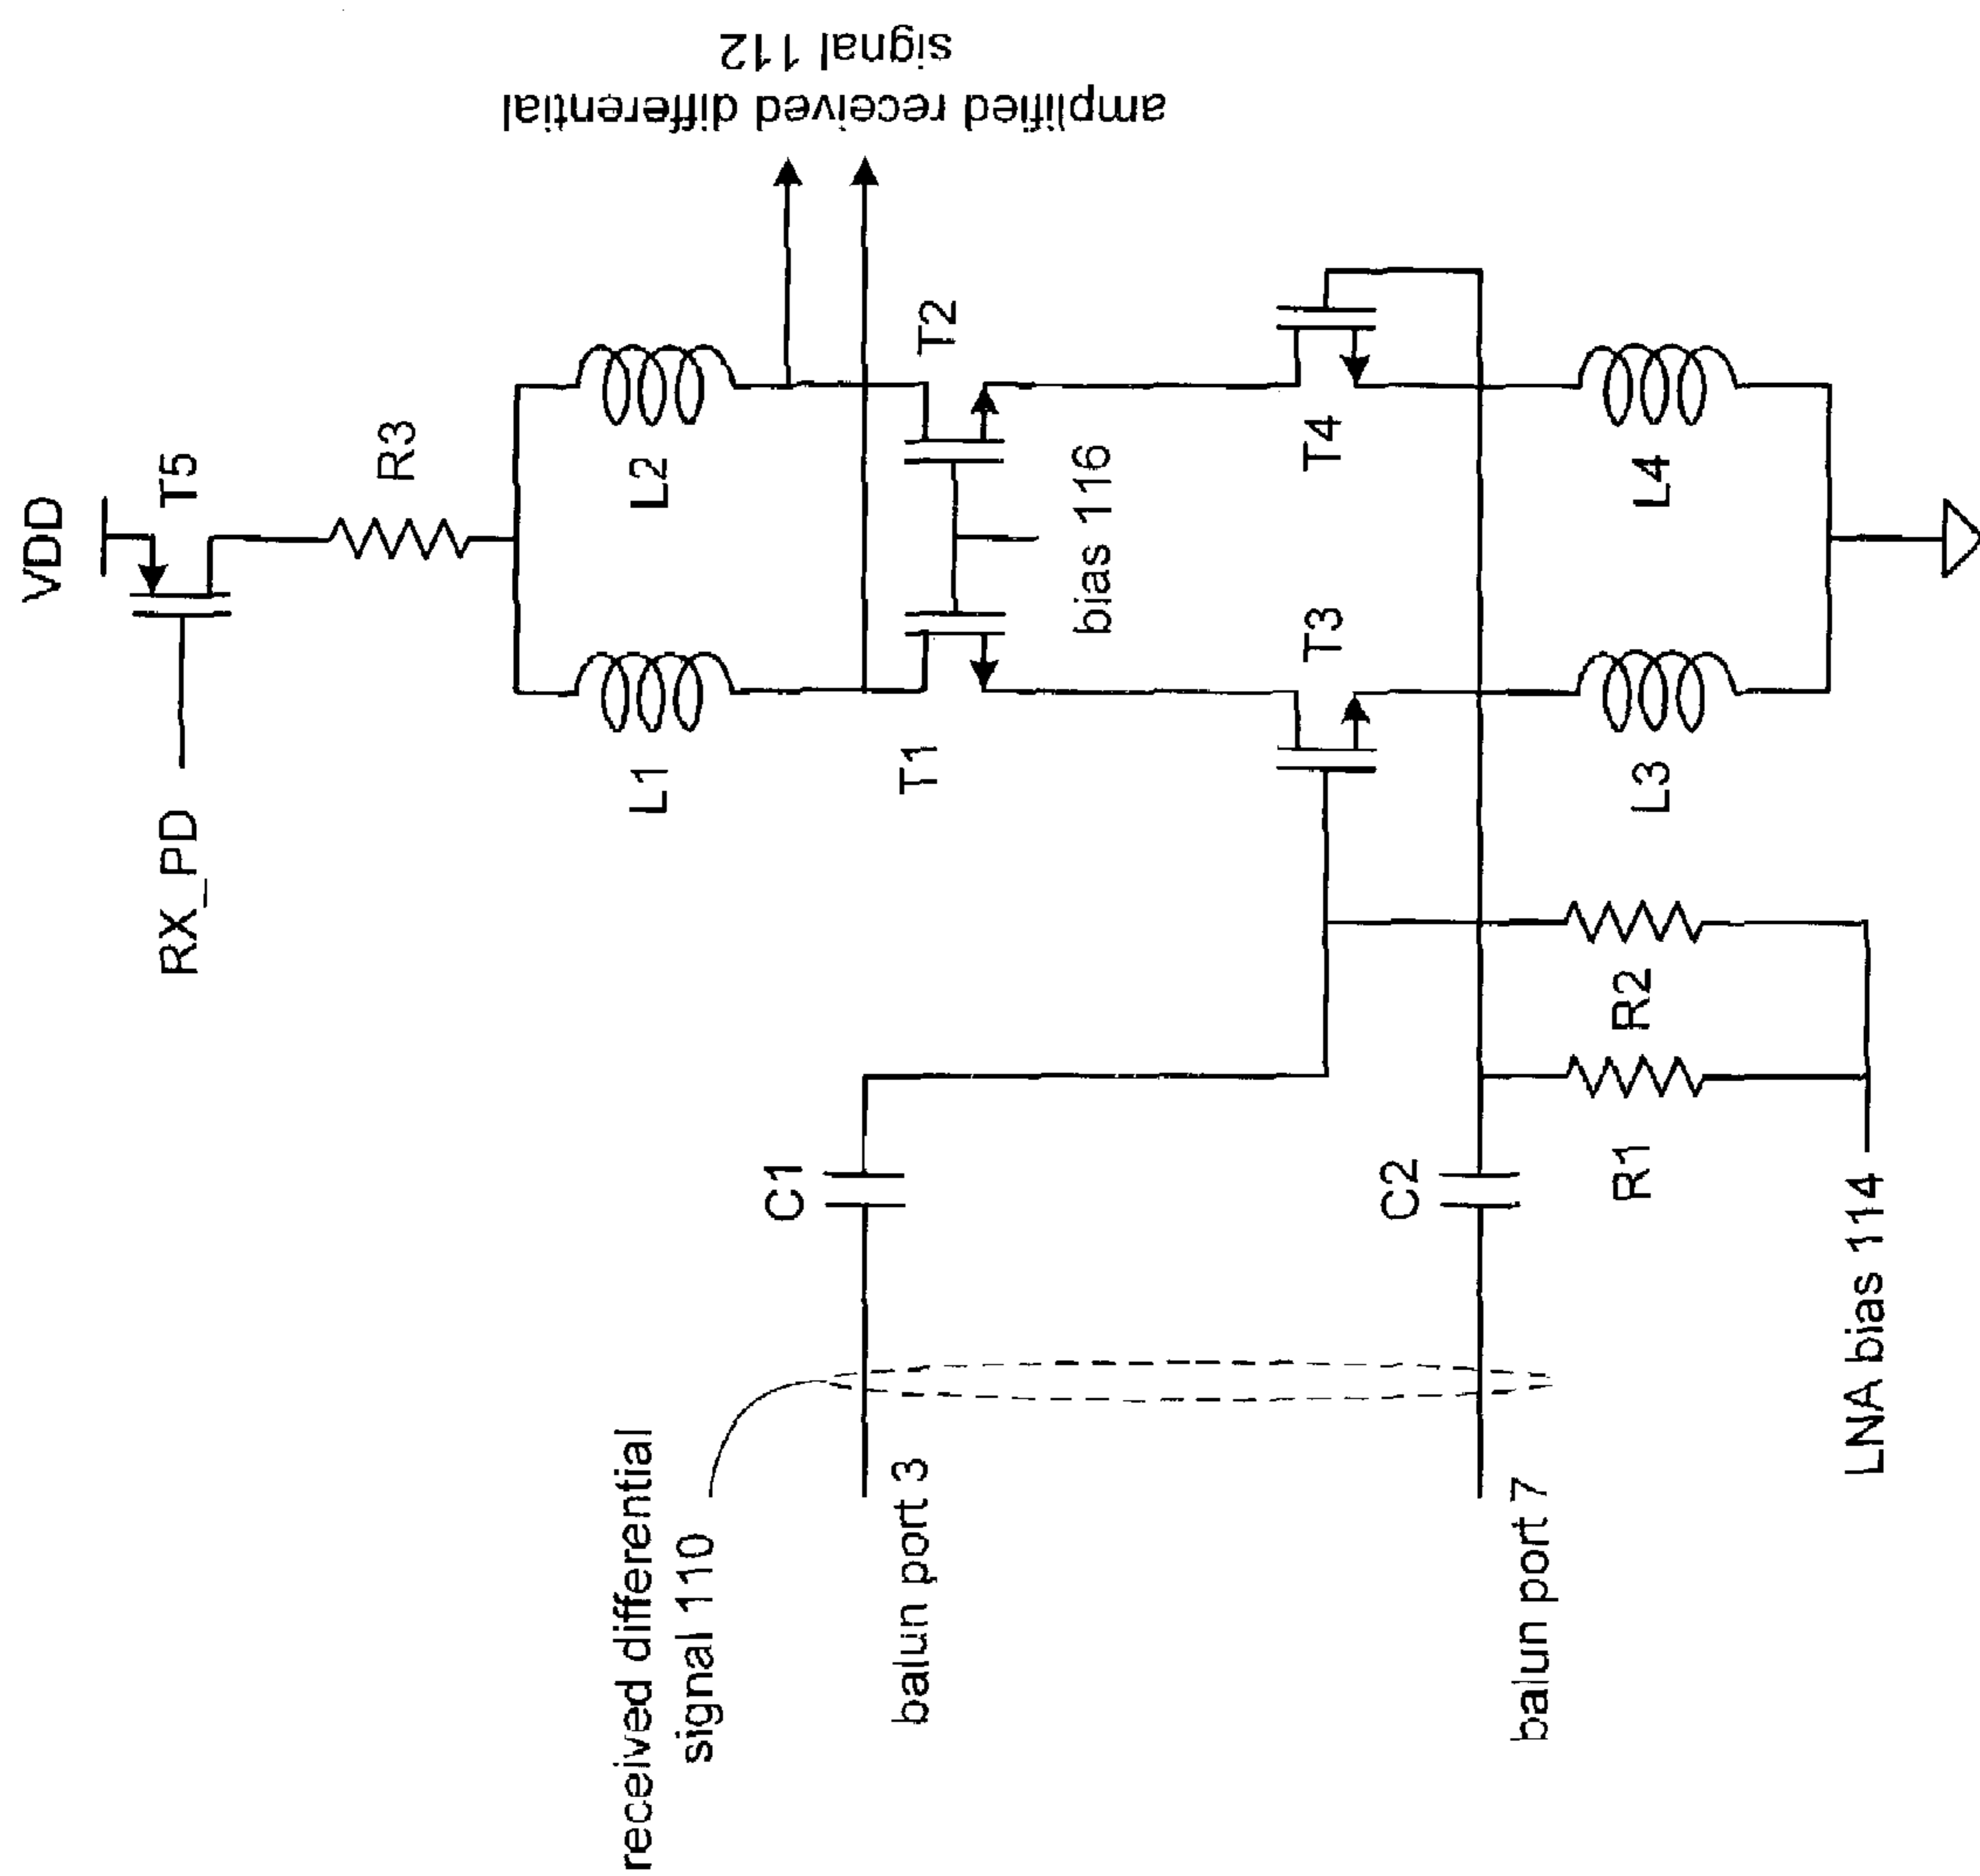 VDD
T5
RX_PD
R3
L1
L2
amplified received differential
signal 112
T1
T2
bias 116
T3
T4
L3
L4
received differential
signal 110
balun port 3
C1
balun port 7
C2
R1
R2
LNA bias 114